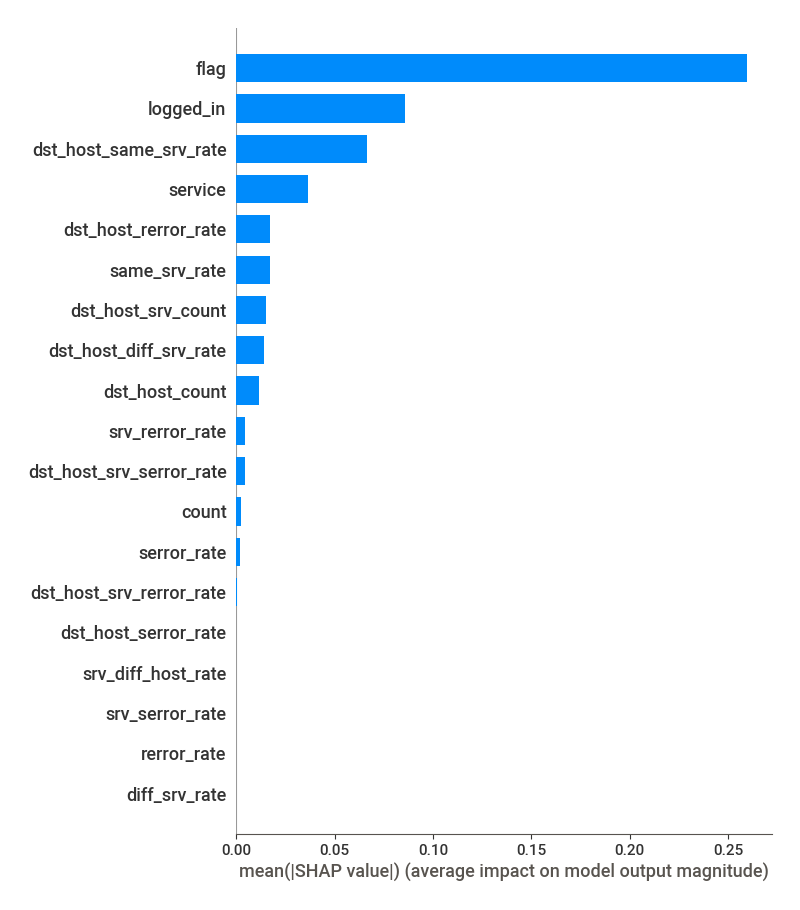 flag
logged_in
dst_host_same_srv_rate
service
dst_host_rerror_rate
same_srv_rate
dst_host_srv_count
dst_host_diff_srv_rate
dst_host_count
srv_rerror_rate
dst_host_srv_serror_rate
count
serror_rate
dst_host_srv_rerror_rate
dst_host_serror_rate
srv_diff_host_rate
srv_serror_rate
rerror_rate
diff_srv_rate
0.00 0.05 0.10 0.15 0.20 0.25
mean(|SHAP value|) (average impact on model output magnitude)